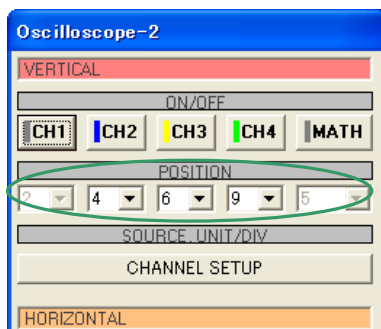 Oscilloscope-2
VERTICAL
ON/OFF
CH1 CH2 CH3 CH4 MATH
POSITION
2 4 6 9 5
SOURCE, UNIT/DIV
CHANNEL SETUP
HORIZONTAL